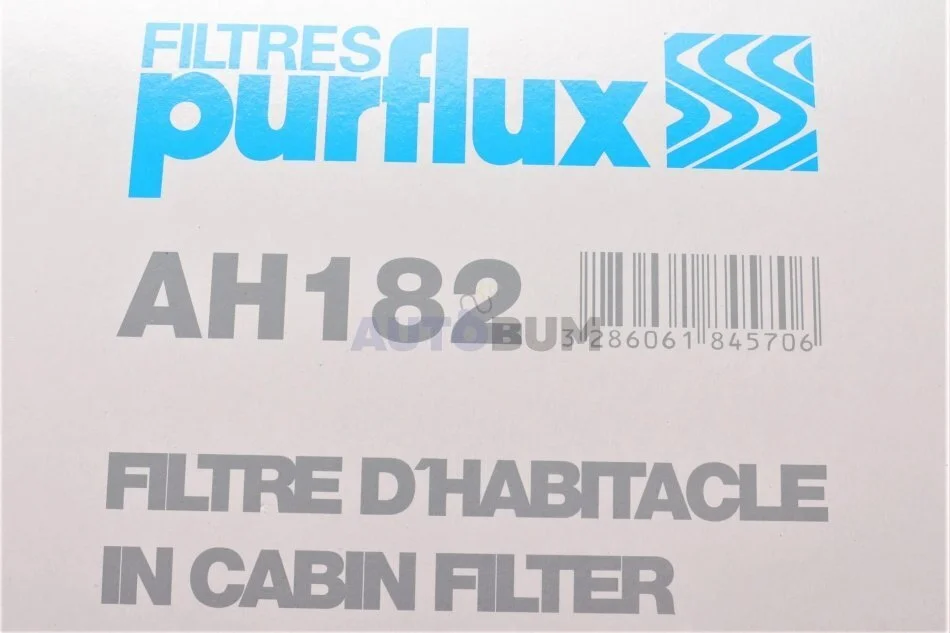 FILTRES
purflux
AH182
AUTOBUM
3 286061 845706
FILTRE D'HABITACLE
IN CABIN FILTER